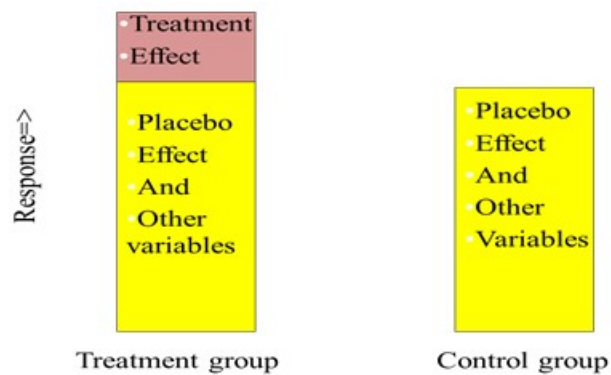 •Treatment
•Effect
•Placebo
•Effect
•And
•Other
variables
•Placebo
•Effect
•And
•Other
•Variables
Response=>
Treatment group
Control group